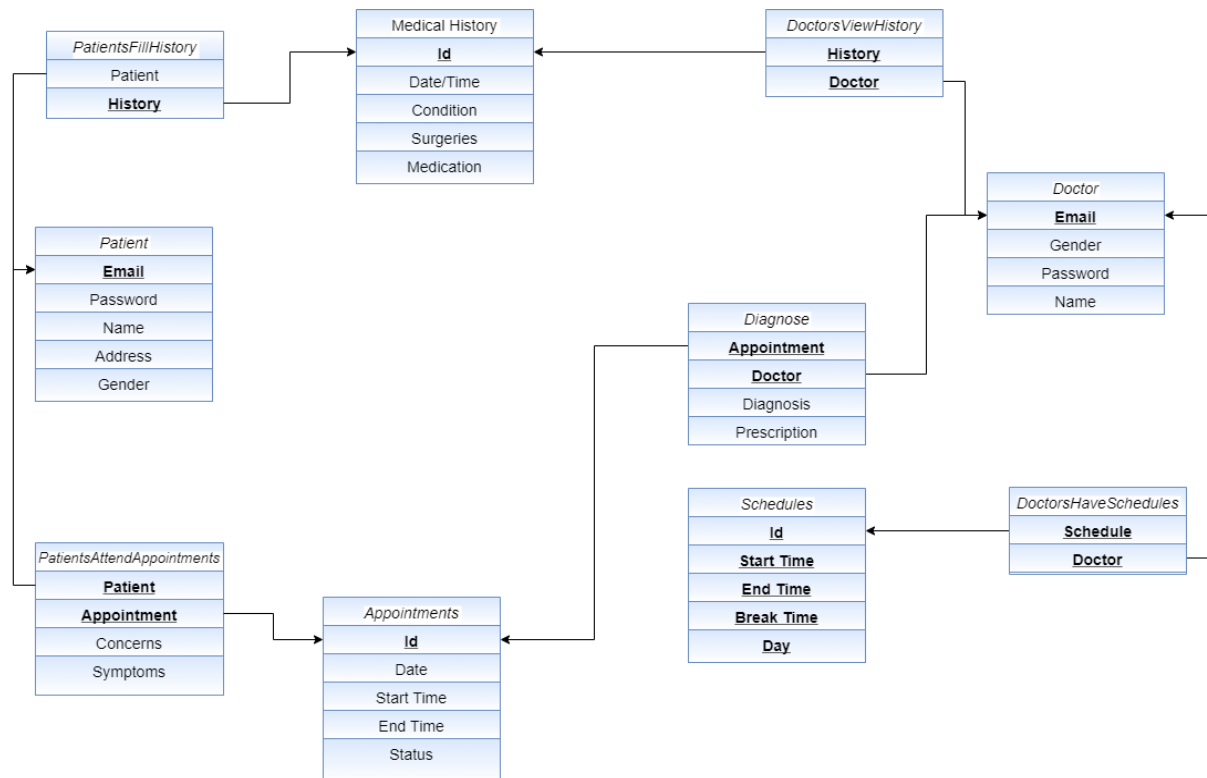 PatientsFillHistory
Patient
History
Medical History
Id
Date/Time
Condition
Surgeries
Medication
DoctorsViewHistory
History
Doctor
Patient
Email
Password
Name
Address
Gender
Doctor
Email
Gender
Password
Name
Diagnose
Appointment
Doctor
Diagnosis
Prescription
PatientsAttendAppointments
Patient
Appointment
Concerns
Symptoms
Appointments
Id
Date
Start Time
End Time
Status
Schedules
Id
Start Time
End Time
Break Time
Day
DoctorsHaveSchedules
Schedule
Doctor